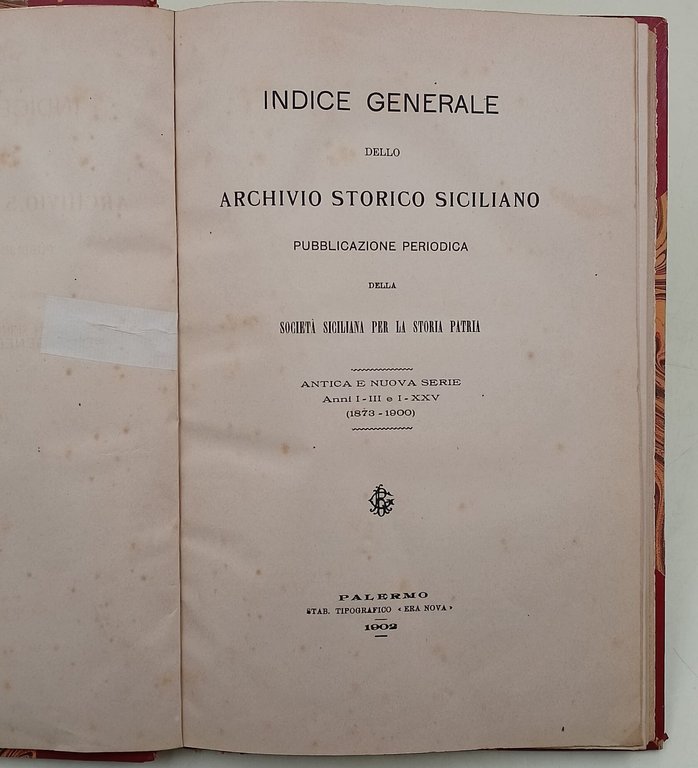 INDICE GENERALE
DELLO
ARCHIVIO STORICO SICILIANO
PUBBLICAZIONE PERIODICA
DELLA
SOCIETÀ SICILIANA PER LA STORIA PATRIA
ANTICA E NUOVA SERIE
Anni I-III e I-XXV
(1873-1900)
PALERMO
STAB. TIPOGRAFICO «ERA NOVA»
1902